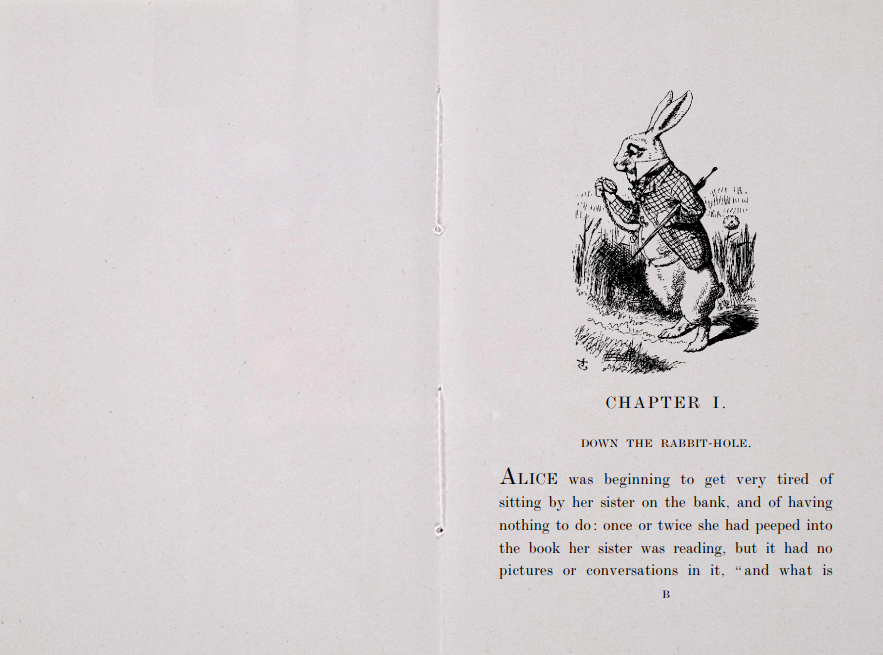 CHAPTER I.
DOWN THE RABBIT-HOLE.
ALICE was beginning to get very tired of
sitting by her sister on the bank, and of having
nothing to do: once or twice she had peeped into
the book her sister was reading, but it had no
pictures or conversations in it, “and what is
B